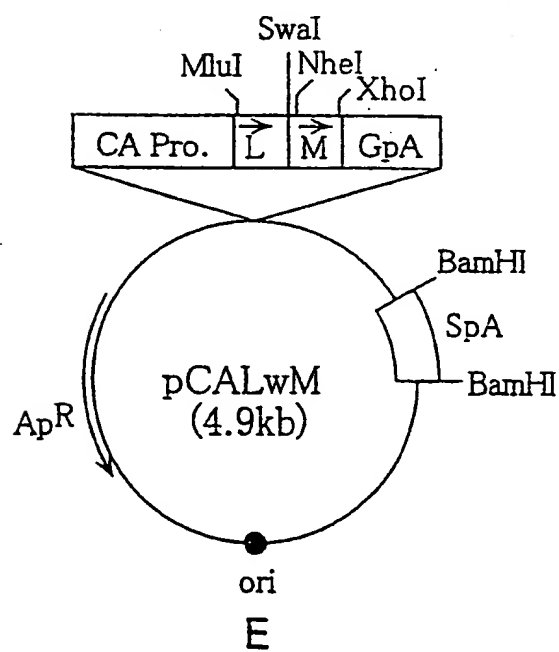 SwaI
MluI
NheI
XhoI
CA Pro.
L
M
GpA
BamHI
SpA
BamHI
pCALwM
(4.9kb)
ApR
ori
E